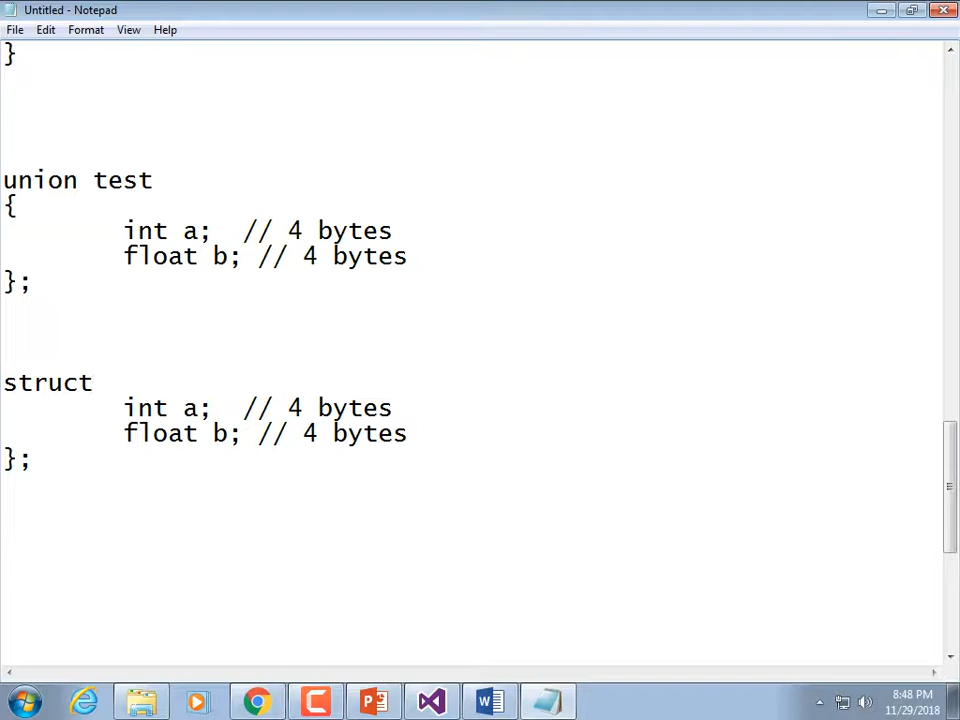 Untitled - Notepad
File Edit Format View Help
}
union test
{
int a; // 4 bytes
float b; // 4 bytes
};
struct
int a; // 4 bytes
float b; // 4 bytes
};
8:48 PM
11/29/2018